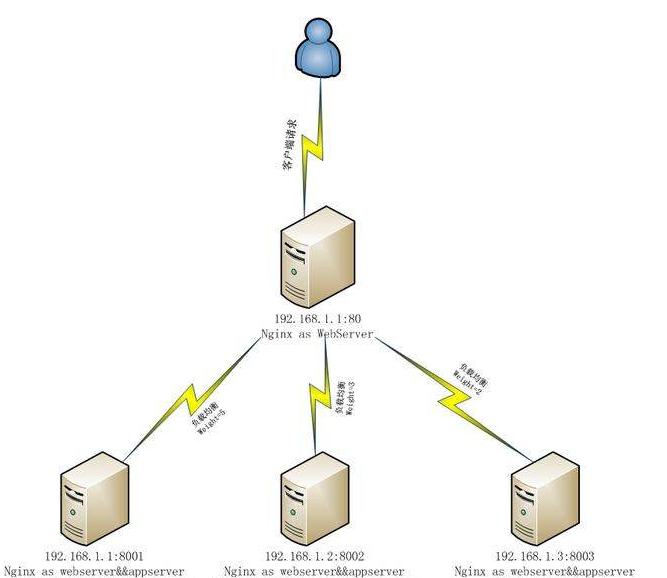 客户端请求
192.168.1.1:80
Nginx as WebServer
负载均衡
Weight=5
负载均衡
Weight=3
负载均衡
Weight=2
192.168.1.1:8001
Nginx as webserver&&appserver
192.168.1.2:8002
Nginx as webserver&&appserver
192.168.1.3:8003
Nginx as webserver&&appserver